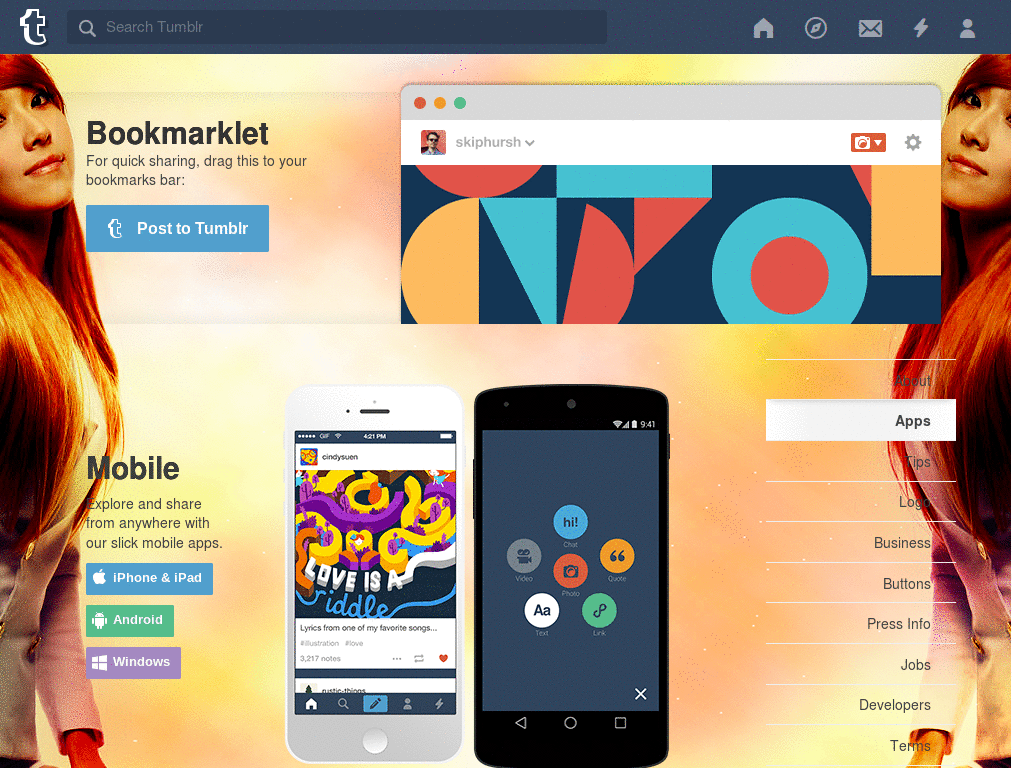 Search Tumblr
Bookmarklet
For quick sharing, drag this to your
bookmarks bar:
Post to Tumblr
skiphursh
About
Apps
Tips
Logo
Business
Buttons
Press Info
Jobs
Developers
Terms
Mobile
Explore and share
from anywhere with
our slick mobile apps.
iPhone & iPad
Android
Windows
GIF
4:21 PM
cindysuen
LOVE IS A
riddle
Lyrics from one of my favorite songs...
#illustration #love
3,217 notes
rustic-things
9:41
hi!
Chat
Video
Quote
Photo
Aa
Text
Link